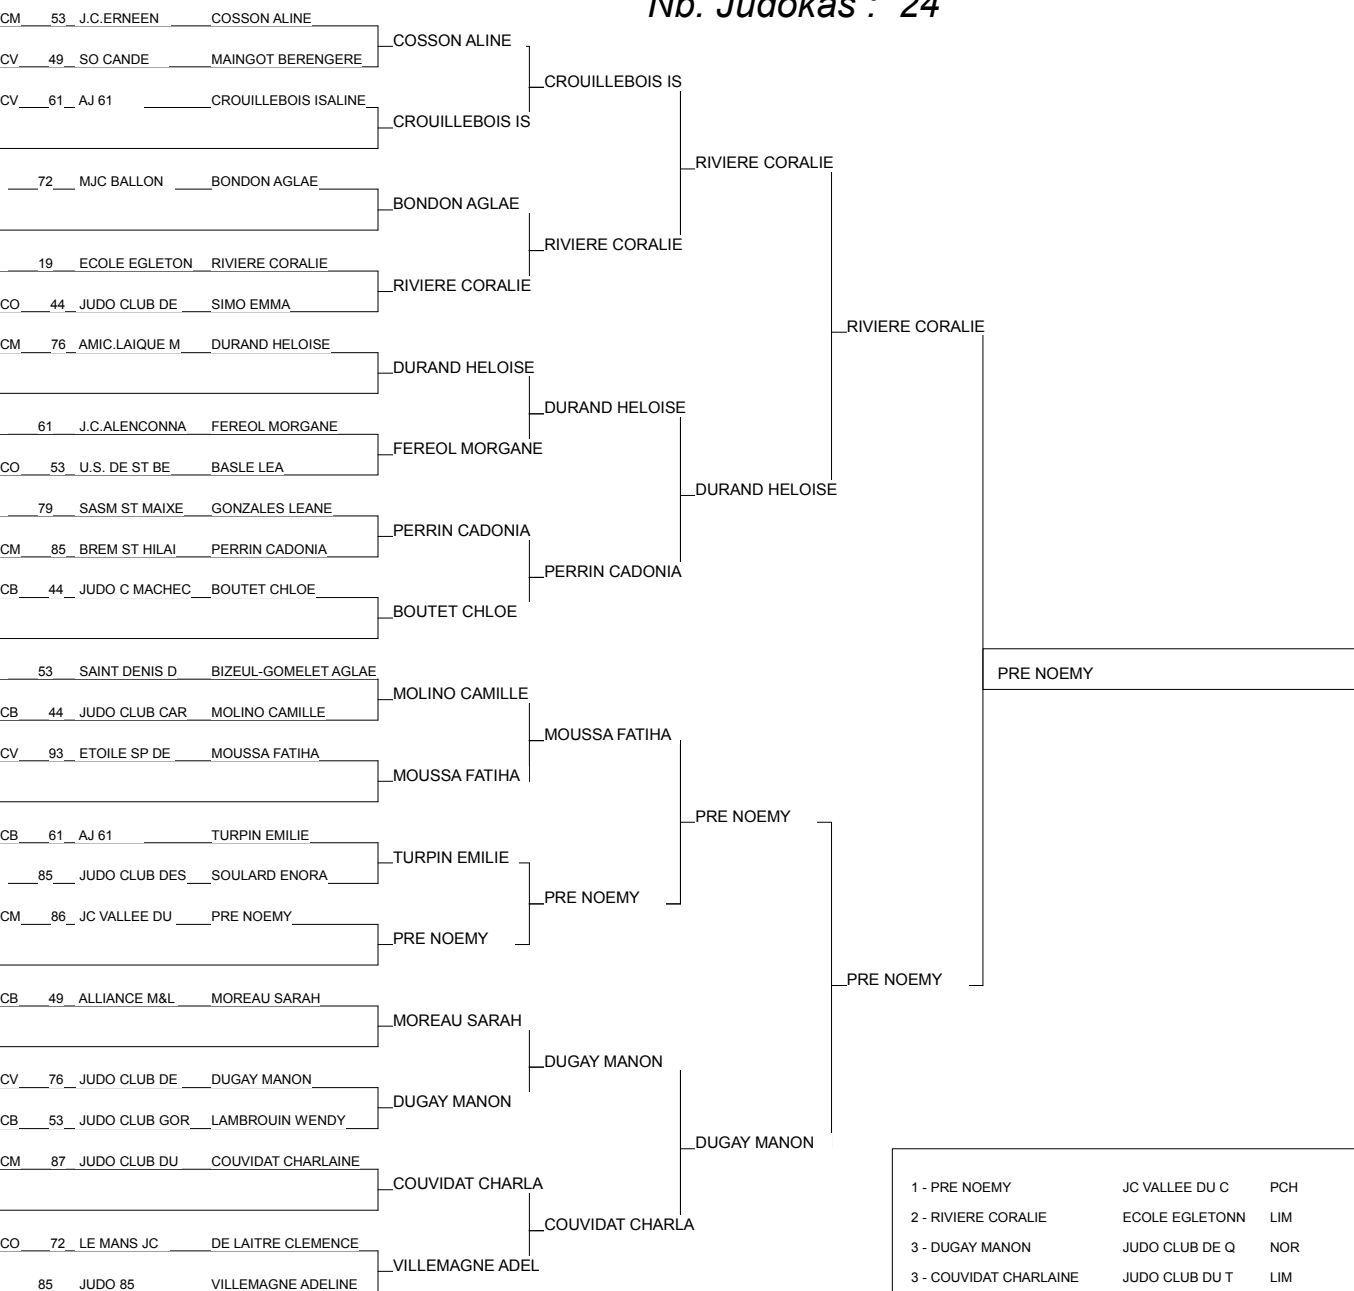 Nb. Judokas : 24
CM 53 J.C.ERNEEN COSSON ALINE
COSSON ALINE
CV 49 SO CANDE MAINGOT BERENGERE
CROUILLEBOIS IS
CV 61 AJ 61 CROUILLEBOIS ISALINE
CROUILLEBOIS IS
RIVIERE CORALIE
72 MJC BALLON BONDON AGLAE
BONDON AGLAE
RIVIERE CORALIE
19 ECOLE EGLETON RIVIERE CORALIE
RIVIERE CORALIE
CO 44 JUDO CLUB DE SIMO EMMA
RIVIERE CORALIE
CM 76 AMIC.LAIQUE M DURAND HELOISE
DURAND HELOISE
DURAND HELOISE
61 J.C.ALENCONNA FEREOL MORGANE
FEREOL MORGANE
CO 53 U.S. DE ST BE BASLE LEA
DURAND HELOISE
79 SASM ST MAIXE GONZALES LEANE
PERRIN CADONIA
CM 85 BREM ST HILAI PERRIN CADONIA
PERRIN CADONIA
CB 44 JUDO C MACHEC BOUTET CHLOE
BOUTET CHLOE
53 SAINT DENIS D BIZEUL-GOMELET AGLAE
PRE NOEMY
MOLINO CAMILLE
CB 44 JUDO CLUB CAR MOLINO CAMILLE
MOUSSA FATIHA
CV 93 ETOILE SP DE MOUSSA FATIHA
MOUSSA FATIHA
PRE NOEMY
CB 61 AJ 61 TURPIN EMILIE
TURPIN EMILIE
85 JUDO CLUB DES SOULARD ENORA
PRE NOEMY
CM 86 JC VALLEE DU PRE NOEMY
PRE NOEMY
PRE NOEMY
CB 49 ALLIANCE M&L MOREAU SARAH
MOREAU SARAH
DUGAY MANON
CV 76 JUDO CLUB DE DUGAY MANON
DUGAY MANON
CB 53 JUDO CLUB GOR LAMBROUIN WENDY
DUGAY MANON
CM 87 JUDO CLUB DU COUVIDAT CHARLAINE
COUVIDAT CHARLA
COUVIDAT CHARLA
CO 72 LE MANS JC DE LAITRE CLEMENCE
VILLEMAGNE ADEL
85 JUDO 85 VILLEMAGNE ADELINE
1 - PRE NOEMY JC VALLEE DU C PCH
2 - RIVIERE CORALIE ECOLE EGLETONN LIM
3 - DUGAY MANON JUDO CLUB DE Q NOR
3 - COUVIDAT CHARLAINE JUDO CLUB DU T LIM